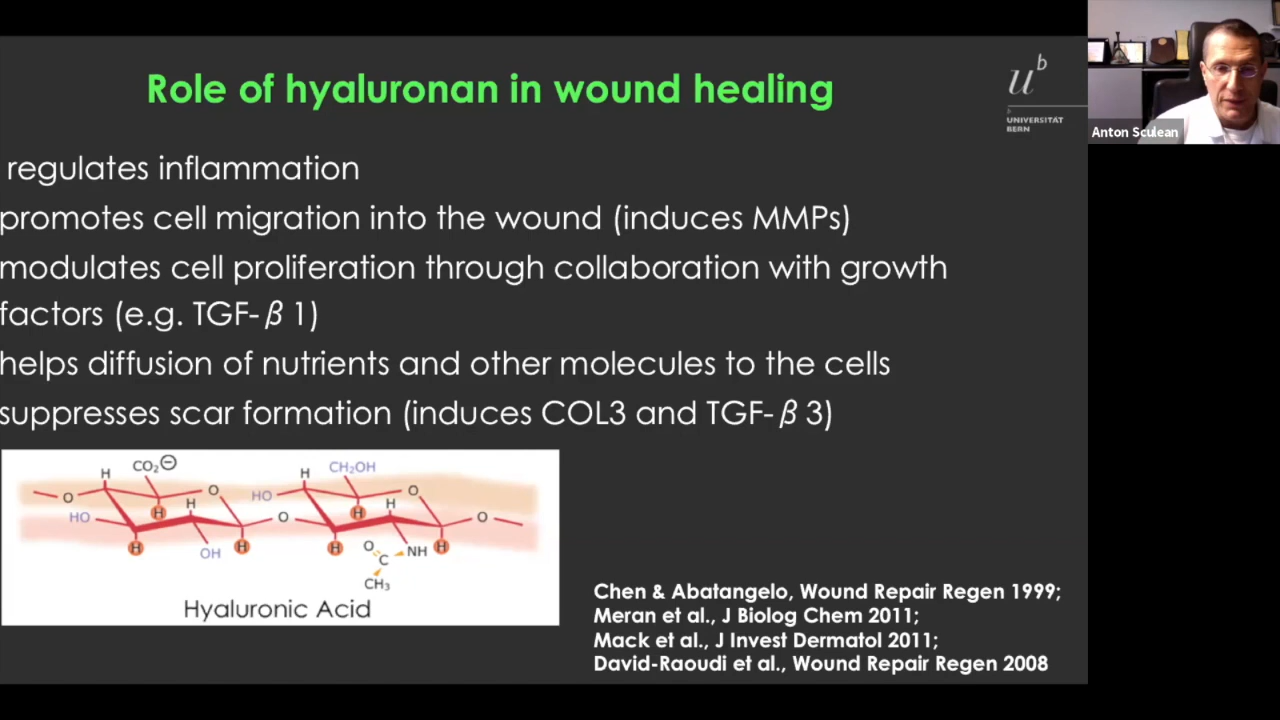 Role of hyaluronan in wound healing
u
b
b
UNIVERSITÄT
BERN
Anton Sculean
regulates inflammation
promotes cell migration into the wound (induces MMPs)
modulates cell proliferation through collaboration with growth
factors (e.g. TGF-β 1)
helps diffusion of nutrients and other molecules to the cells
suppresses scar formation (induces COL3 and TGF-β 3)
H CO₂⊖ H CH₂OH
O O HO O
H H H H
HO O O
H OH H H O C NH H
CH₃
Hyaluronic Acid
Chen & Abatangelo, Wound Repair Regen 1999;
Meran et al., J Biolog Chem 2011;
Mack et al., J Invest Dermatol 2011;
David-Raoudi et al., Wound Repair Regen 2008